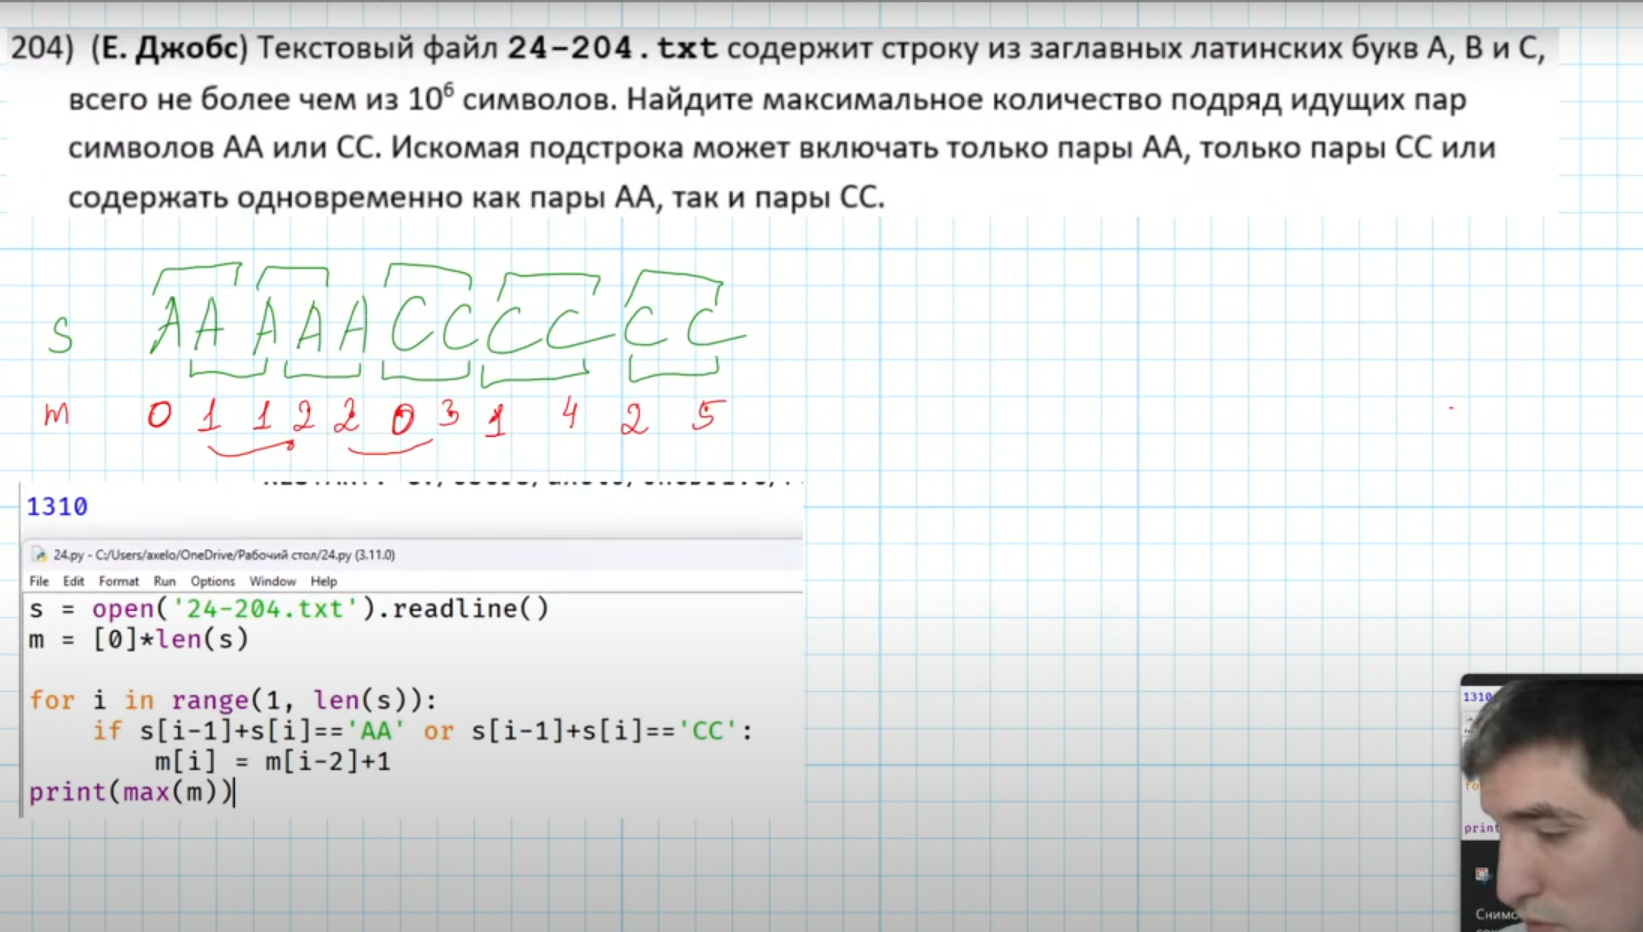 204) (Е. Джобс) Текстовый файл 24-204.txt содержит строку из заглавных латинских букв A, B и C,
всего не более чем из 10⁶ символов. Найдите максимальное количество подряд идущих пар
символов AA или CC. Искомая подстрока может включать только пары AA, только пары CC или
содержать одновременно как пары AA, так и пары CC.
S AAAAACCCCCC
m 0 1 1 2 2 0 3 1 4 2 5
1310
24.py - C:/Users/axelo/OneDrive/Рабочий стол/24.py (3.11.0)
File Edit Format Run Options Window Help
s = open('24-204.txt').readline()
m = [0]*len(s)
for i in range(1, len(s)):
if s[i-1]+s[i]=='AA' or s[i-1]+s[i]=='CC':
m[i] = m[i-2]+1
print(max(m))
1310
print